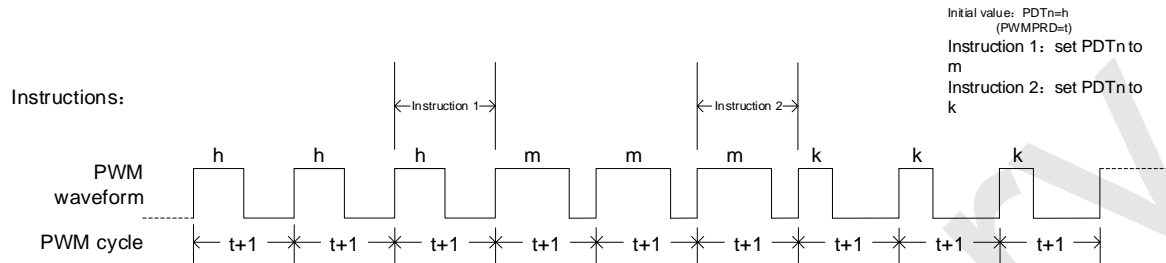 Initial value：PDTn=h
(PWMPRD=t)
Instruction 1：set PDTn to
m
Instruction 2：set PDTn to
k
Instructions：
Instruction 1
Instruction 2
h h h m m m k k k
PWM
waveform
PWM cycle
t+1 t+1 t+1 t+1 t+1 t+1 t+1 t+1 t+1